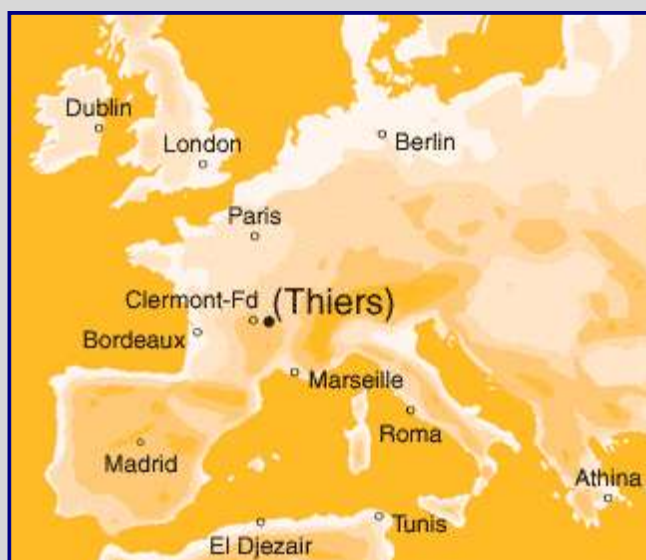 Dublin
London
Berlin
Paris
Clermont-Fd (Thiers)
Bordeaux
Marseille
Roma
Madrid
Athina
Tunis
El Djezair